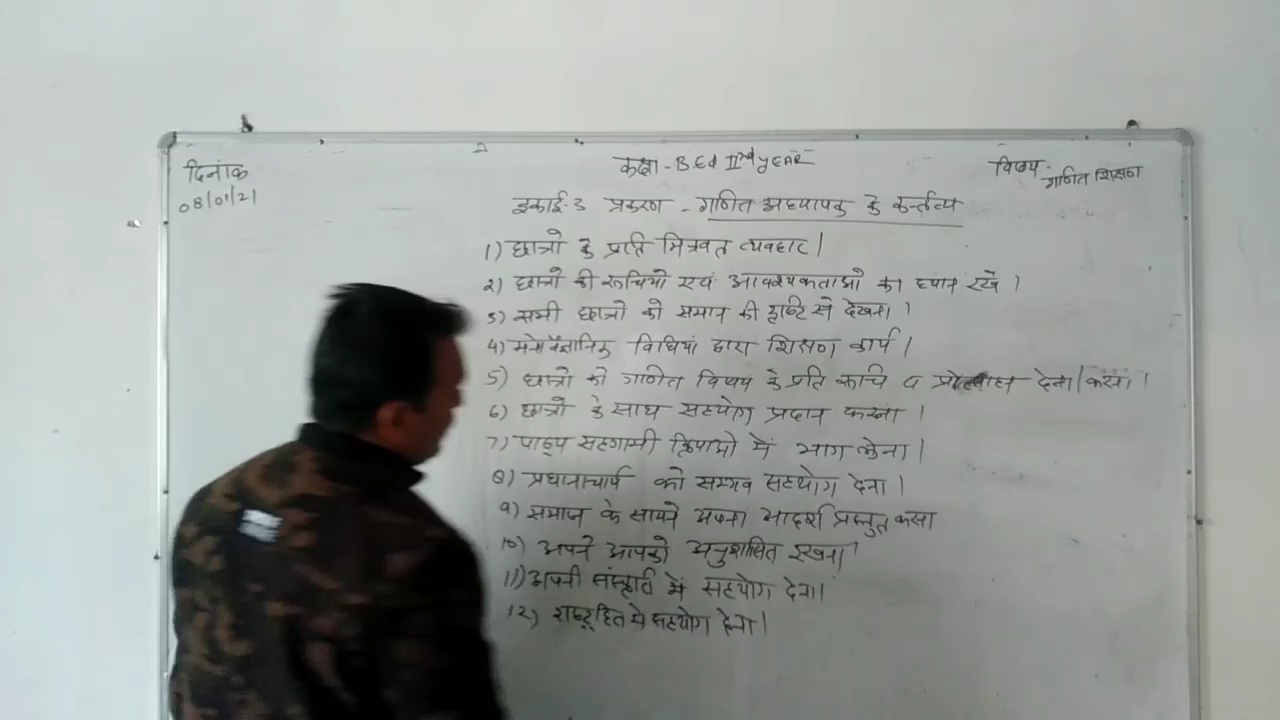 दिनांक
08/01/21
कक्षा - B.Ed IInd YEAR
विषय - गणित शिक्षण
इकाई-3 प्रकरण - गणित अध्यापक के कर्त्तव्य
1) छात्रो के प्रति मित्रवत व्यवहार।
2) छात्रो की रूचियो एवं आवश्यकताओ का ध्यान रखे।
3) सभी छात्रो को समान की दृष्टि से देखना।
4) मनोवैज्ञानिक विधियां द्वारा शिक्षण कार्य।
5) छात्रो को गणित विषय के प्रति रूचि व प्रोत्साहन देना/करना।
6) छात्रो के साथ सहयोग प्रदान करना।
7) पाठ्य सहगामी क्रियाओ में भाग लेना।
8) प्रधानाचार्य को सम्भव सहयोग देना।
9) समाज के सामने अपना आदर्श प्रस्तुत करना
10) अपने आपको अनुशासित रखना।
11) अपनी संस्कृति में सहयोग देना।
12) राष्ट्रहित मे सहयोग देना।